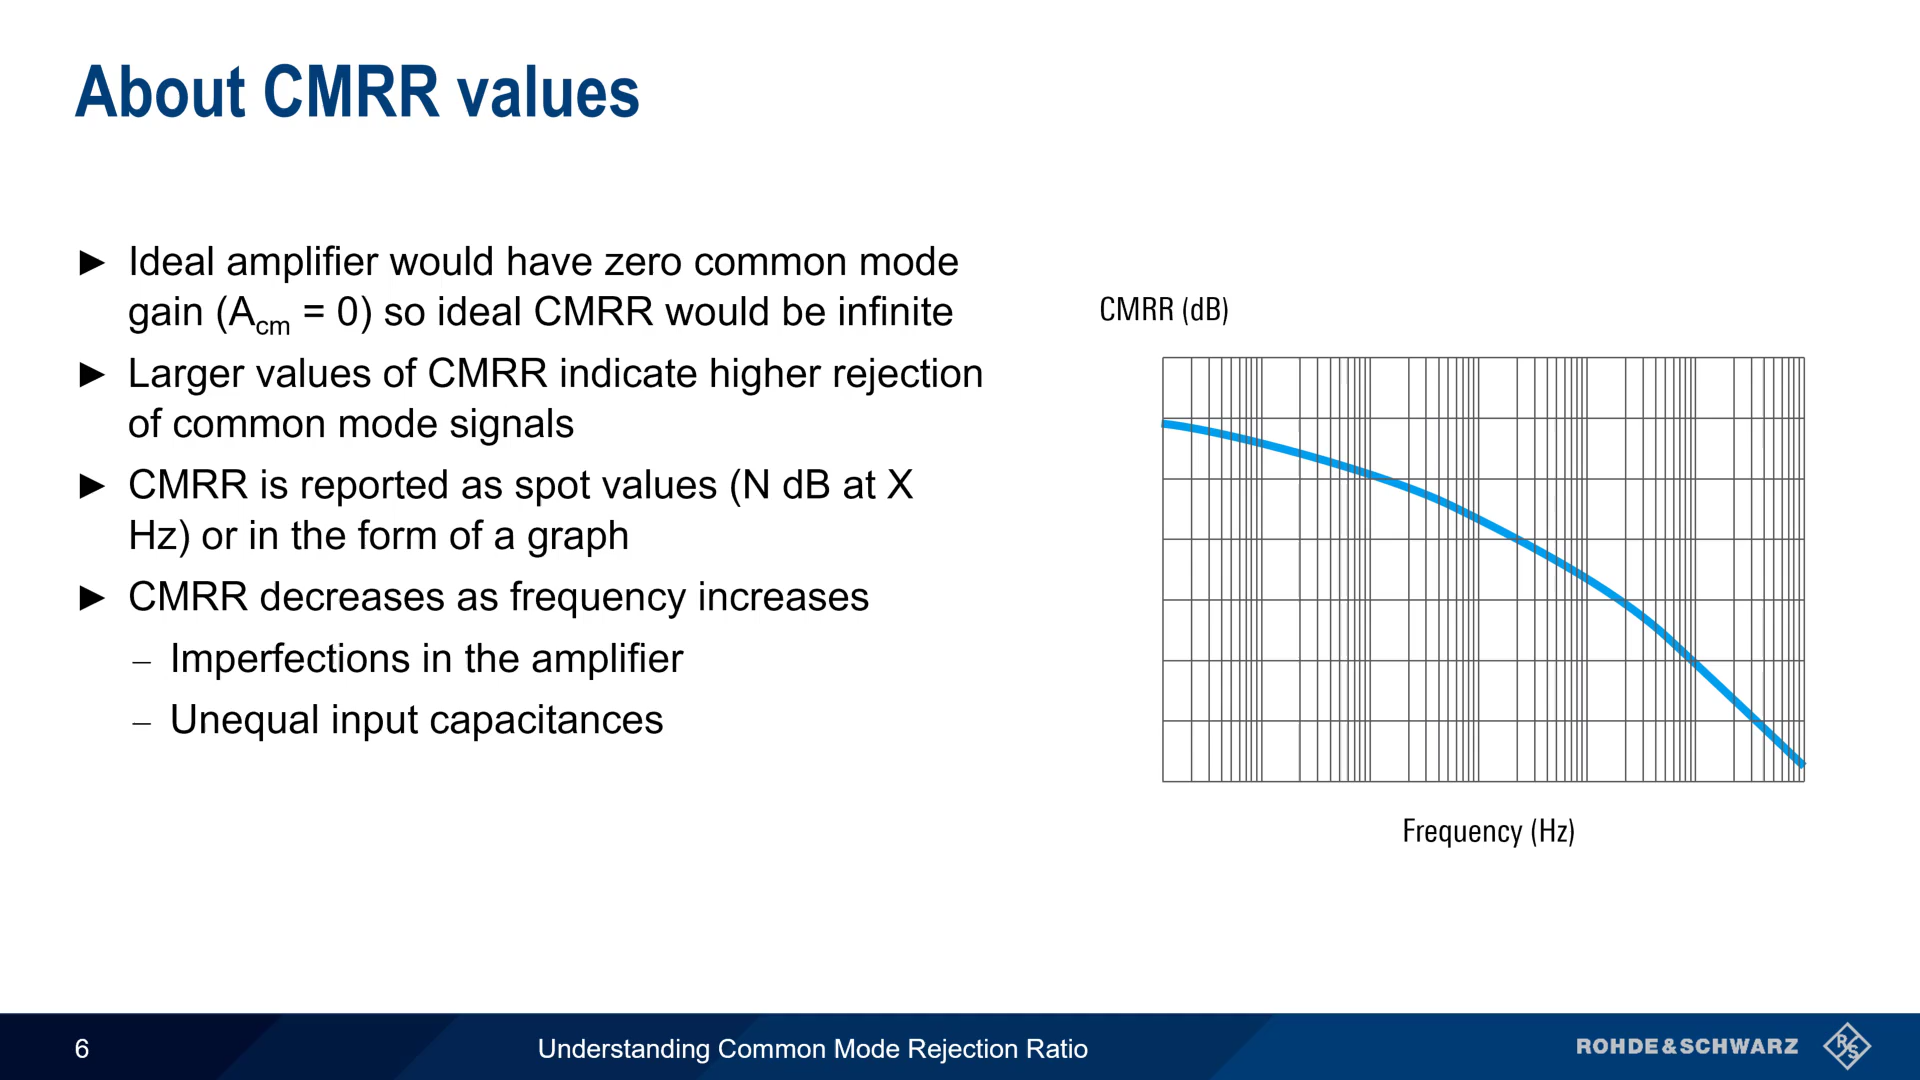 About CMRR values
► Ideal amplifier would have zero common mode
gain (Acm = 0) so ideal CMRR would be infinite
► Larger values of CMRR indicate higher rejection
of common mode signals
► CMRR is reported as spot values (N dB at X
Hz) or in the form of a graph
► CMRR decreases as frequency increases
– Imperfections in the amplifier
– Unequal input capacitances
CMRR (dB)
Frequency (Hz)
6
Understanding Common Mode Rejection Ratio
ROHDE&SCHWARZ
R&S